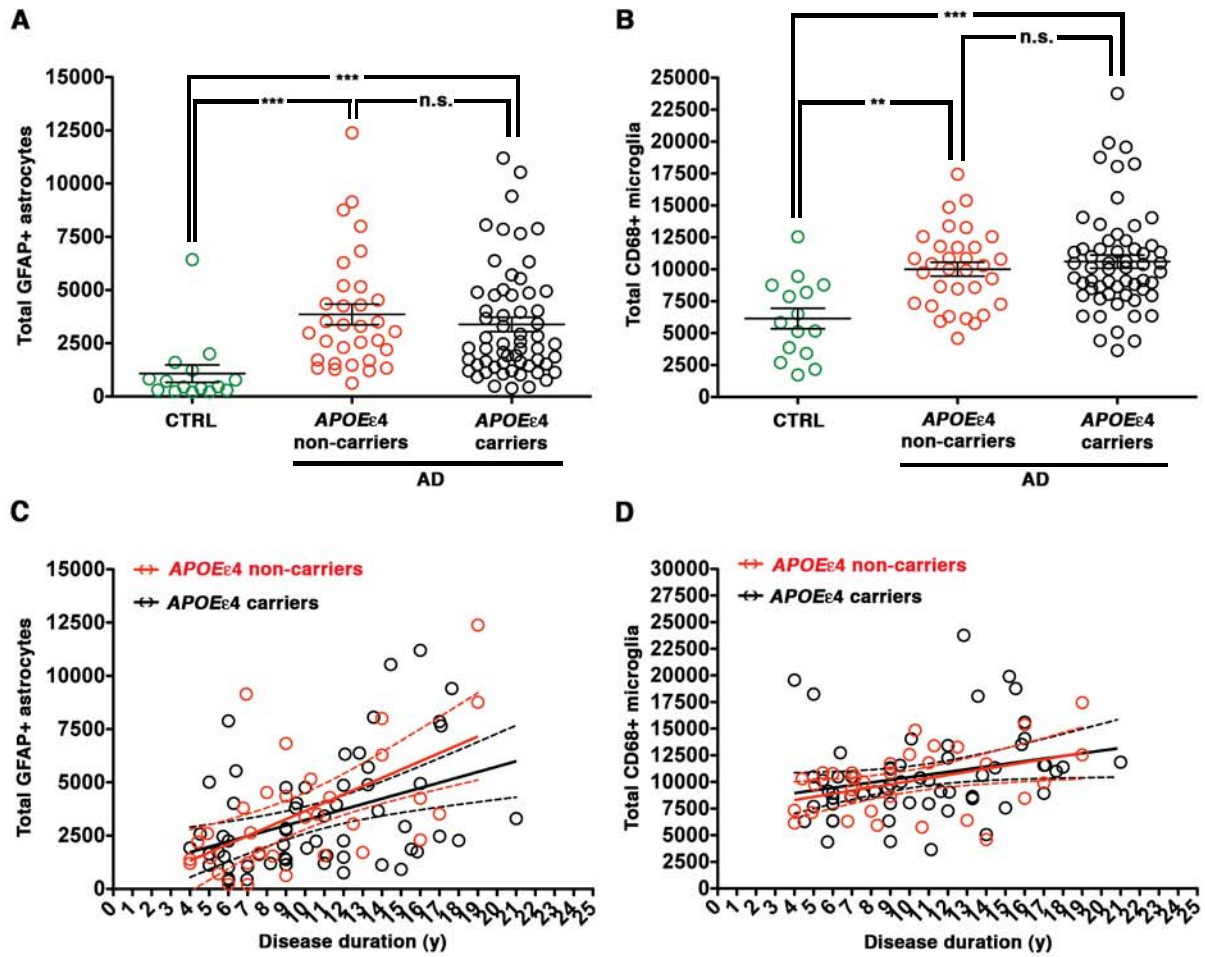 A
***
***
n.s.
15000
12500
10000
7500
5000
2500
0
Total GFAP+ astrocytes
CTRL
APOEε4
non-carriers
APOEε4
carriers
AD
B
***
n.s.
**
25000
22500
20000
17500
15000
12500
10000
7500
5000
2500
0
Total CD68+ microglia
CTRL
APOEε4
non-carriers
APOEε4
carriers
AD
C
APOEε4 non-carriers
APOEε4 carriers
15000
12500
10000
7500
5000
2500
0
Total GFAP+ astrocytes
0 1 2 3 4 5 6 7 8 9 10 11 12 13 14 15 16 17 18 19 20 21 22 23 24 25
Disease duration (y)
D
APOEε4 non-carriers
APOEε4 carriers
30000
27500
25000
22500
20000
17500
15000
12500
10000
7500
5000
2500
0
Total CD68+ microglia
0 1 2 3 4 5 6 7 8 9 10 11 12 13 14 15 16 17 18 19 20 21 22 23 24 25
Disease duration (y)